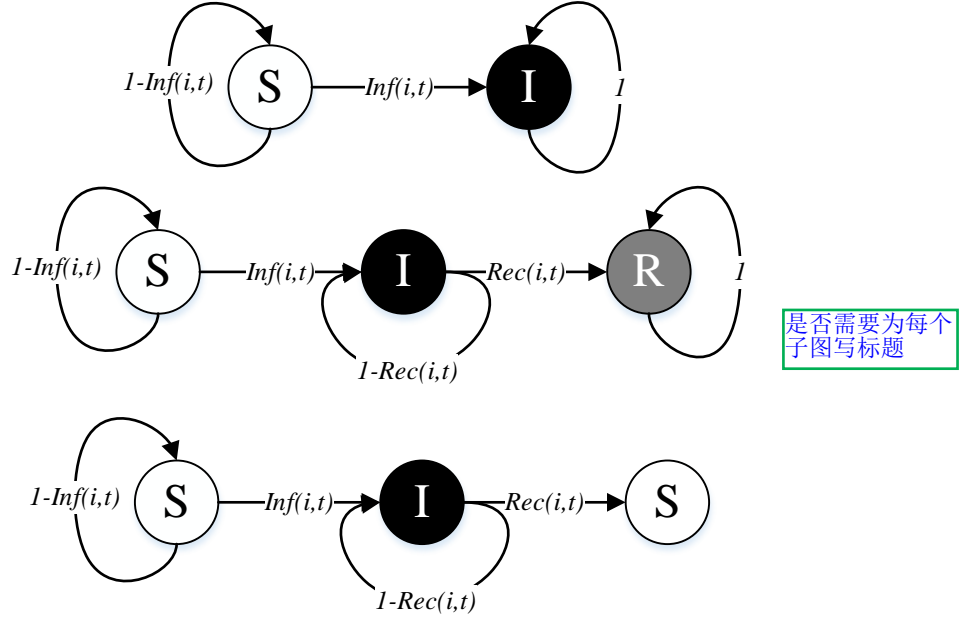 1-Inf(i,t)
S
Inf(i,t)
I
1
1-Inf(i,t)
S
Inf(i,t)
I
Rec(i,t)
R
1
1-Rec(i,t)
是否需要为每个
子图写标题
1-Inf(i,t)
S
Inf(i,t)
I
Rec(i,t)
S
1-Rec(i,t)